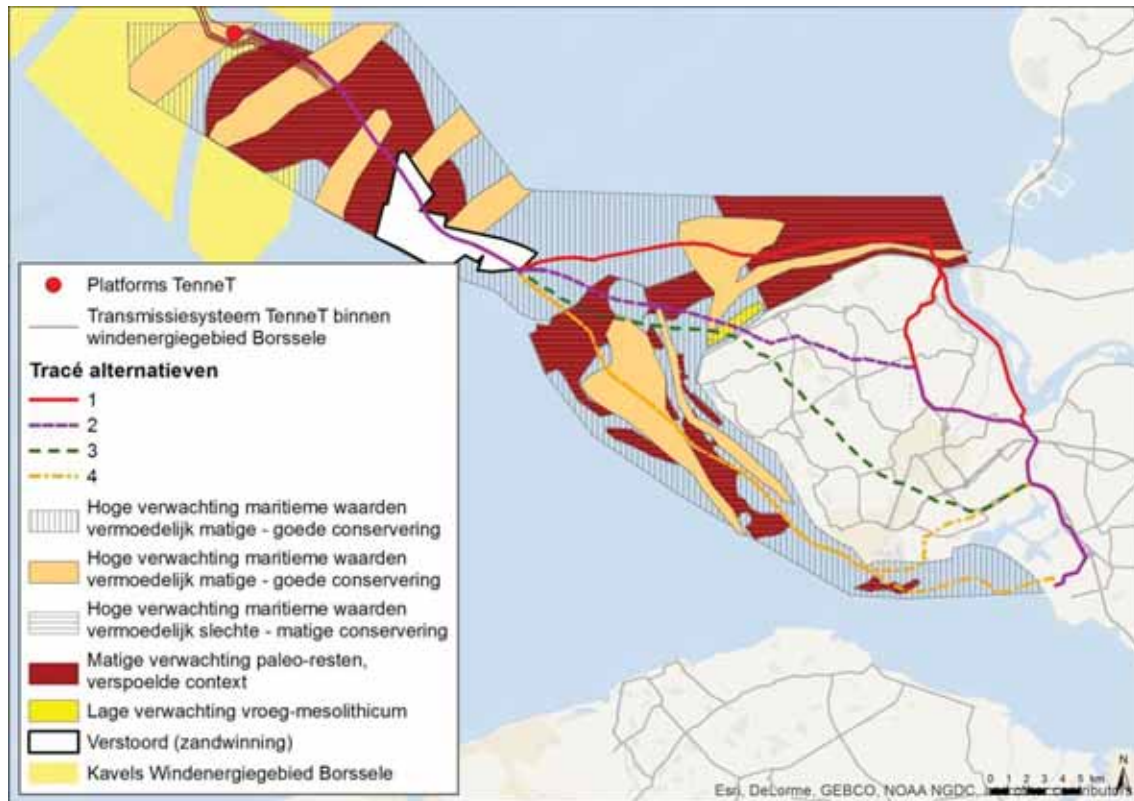 Platforms TenneT
Transmissiesysteem TenneT binnen
windenergiegebied Borssele
Tracé alternatieven
1
2
3
4
Hoge verwachting maritieme waarden
vermoedelijk matige - goede conservering
Hoge verwachting maritieme waarden
vermoedelijk matige - goede conservering
Hoge verwachting maritieme waarden
vermoedelijk slechte - matige conservering
Matige verwachting paleo-resten,
verspoelde context
Lage verwachting vroeg-mesolithicum
Verstoord (zandwinning)
Kavels Windenergiegebied Borssele
N
0 1 2 3 4 5 km
Esri, DeLorme, GEBCO, NOAA NGDC, and other contributors